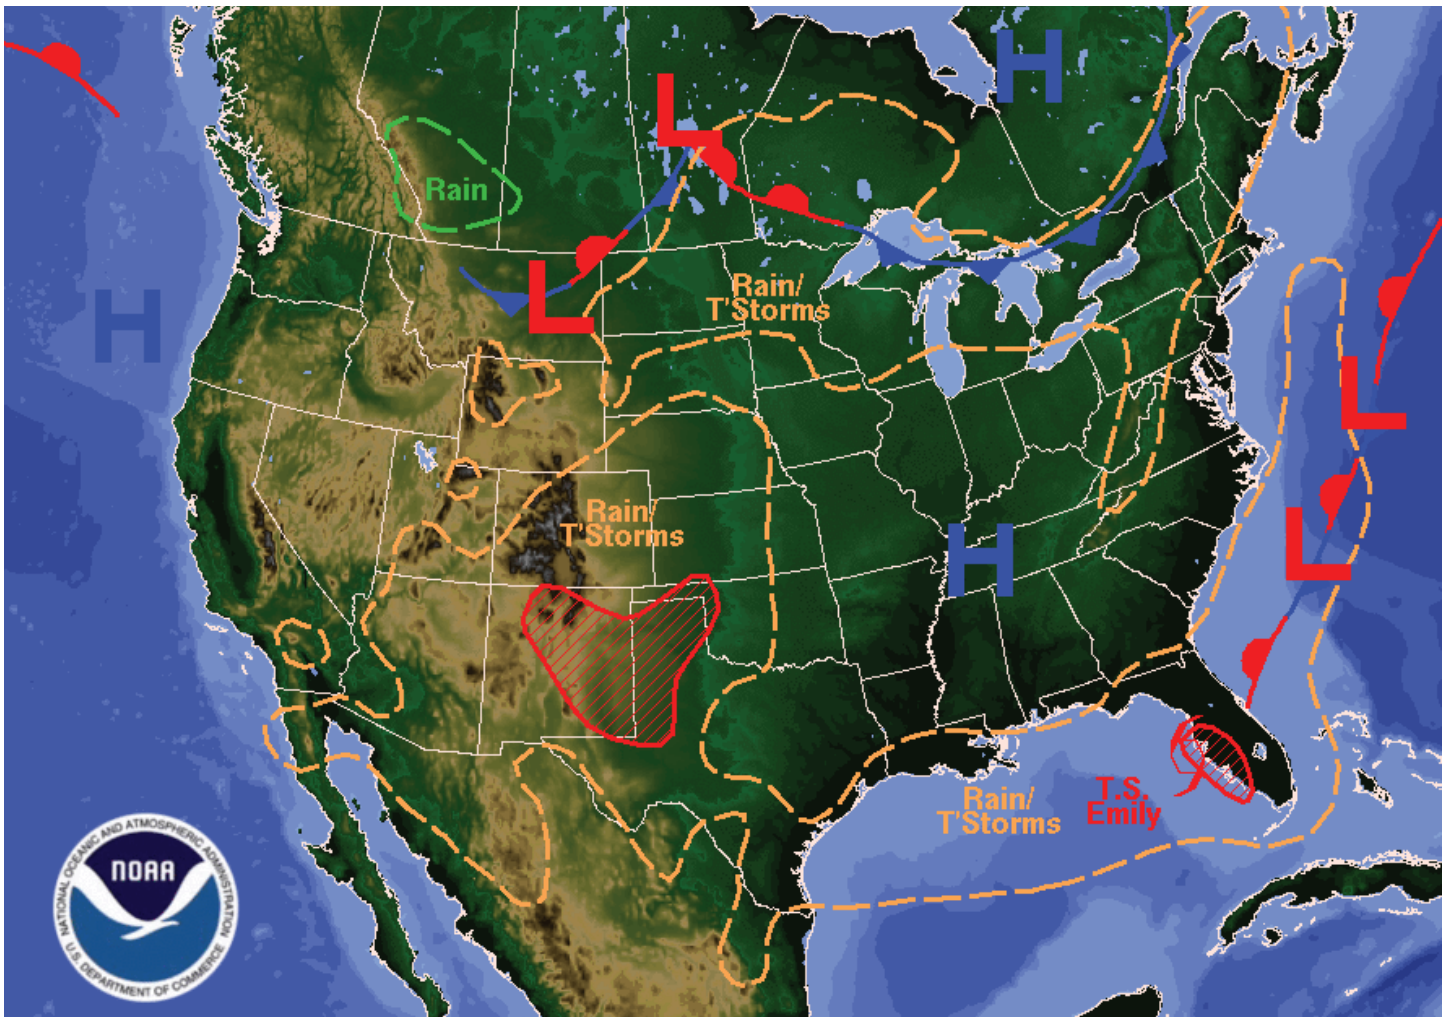 H
L
Rain
L
H
Rain/
T'Storms
L
Rain/
T'Storms
H
L
T.S.
Emily
Rain/
T'Storms
NOAA
NATIONAL OCEANIC AND ATMOSPHERIC ADMINISTRATION
U.S. DEPARTMENT OF COMMERCE